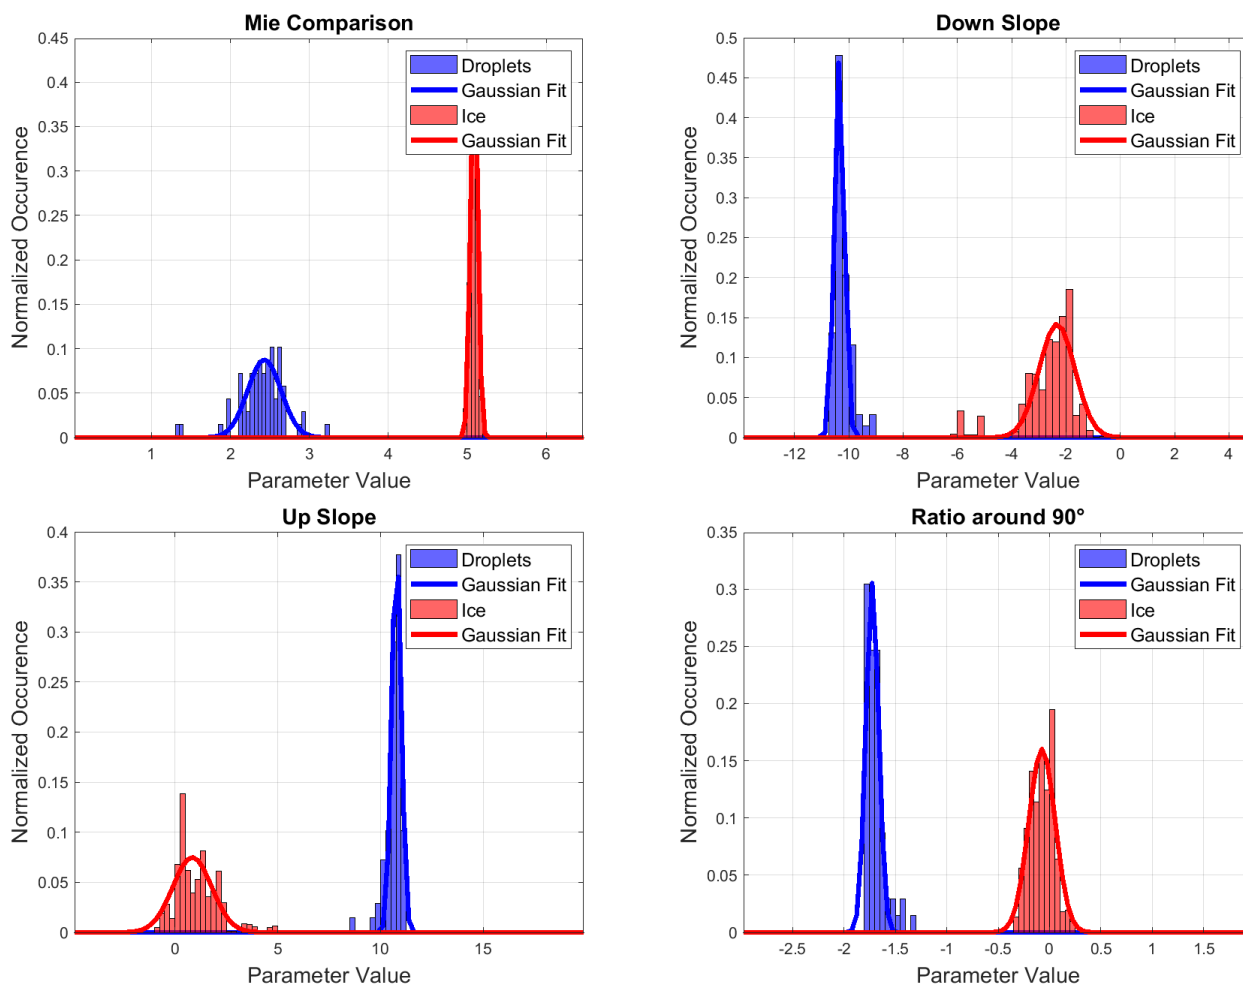 Mie Comparison
0.45
0.4
0.35
0.3
0.25
0.2
0.15
0.1
0.05
0
Normalized Occurence
Droplets
Gaussian Fit
Ice
Gaussian Fit
1 2 3 4 5 6
Parameter Value
Down Slope
0.5
0.45
0.4
0.35
0.3
0.25
0.2
0.15
0.1
0.05
0
Normalized Occurence
Droplets
Gaussian Fit
Ice
Gaussian Fit
-12 -10 -8 -6 -4 -2 0 2 4
Parameter Value
Up Slope
0.4
0.35
0.3
0.25
0.2
0.15
0.1
0.05
0
Normalized Occurence
Droplets
Gaussian Fit
Ice
Gaussian Fit
0 5 10 15
Parameter Value
Ratio around 90°
0.35
0.3
0.25
0.2
0.15
0.1
0.05
0
Normalized Occurence
Droplets
Gaussian Fit
Ice
Gaussian Fit
-2.5 -2 -1.5 -1 -0.5 0 0.5 1 1.5
Parameter Value